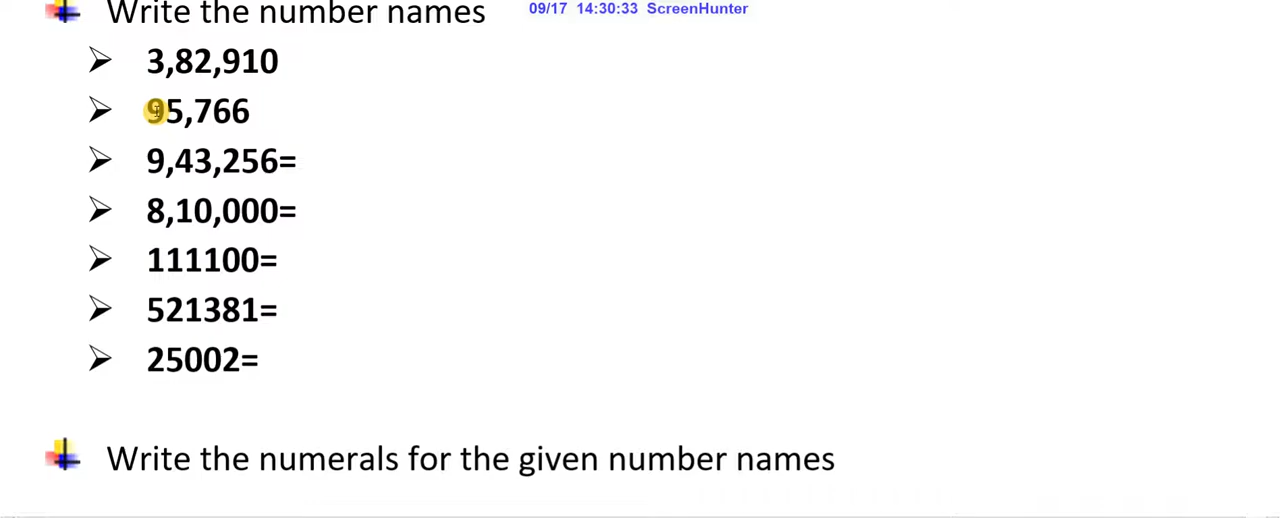 Write the number names
09/17 14:30:33 ScreenHunter
3,82,910
95,766
9,43,256=
8,10,000=
111100=
521381=
25002=
Write the numerals for the given number names